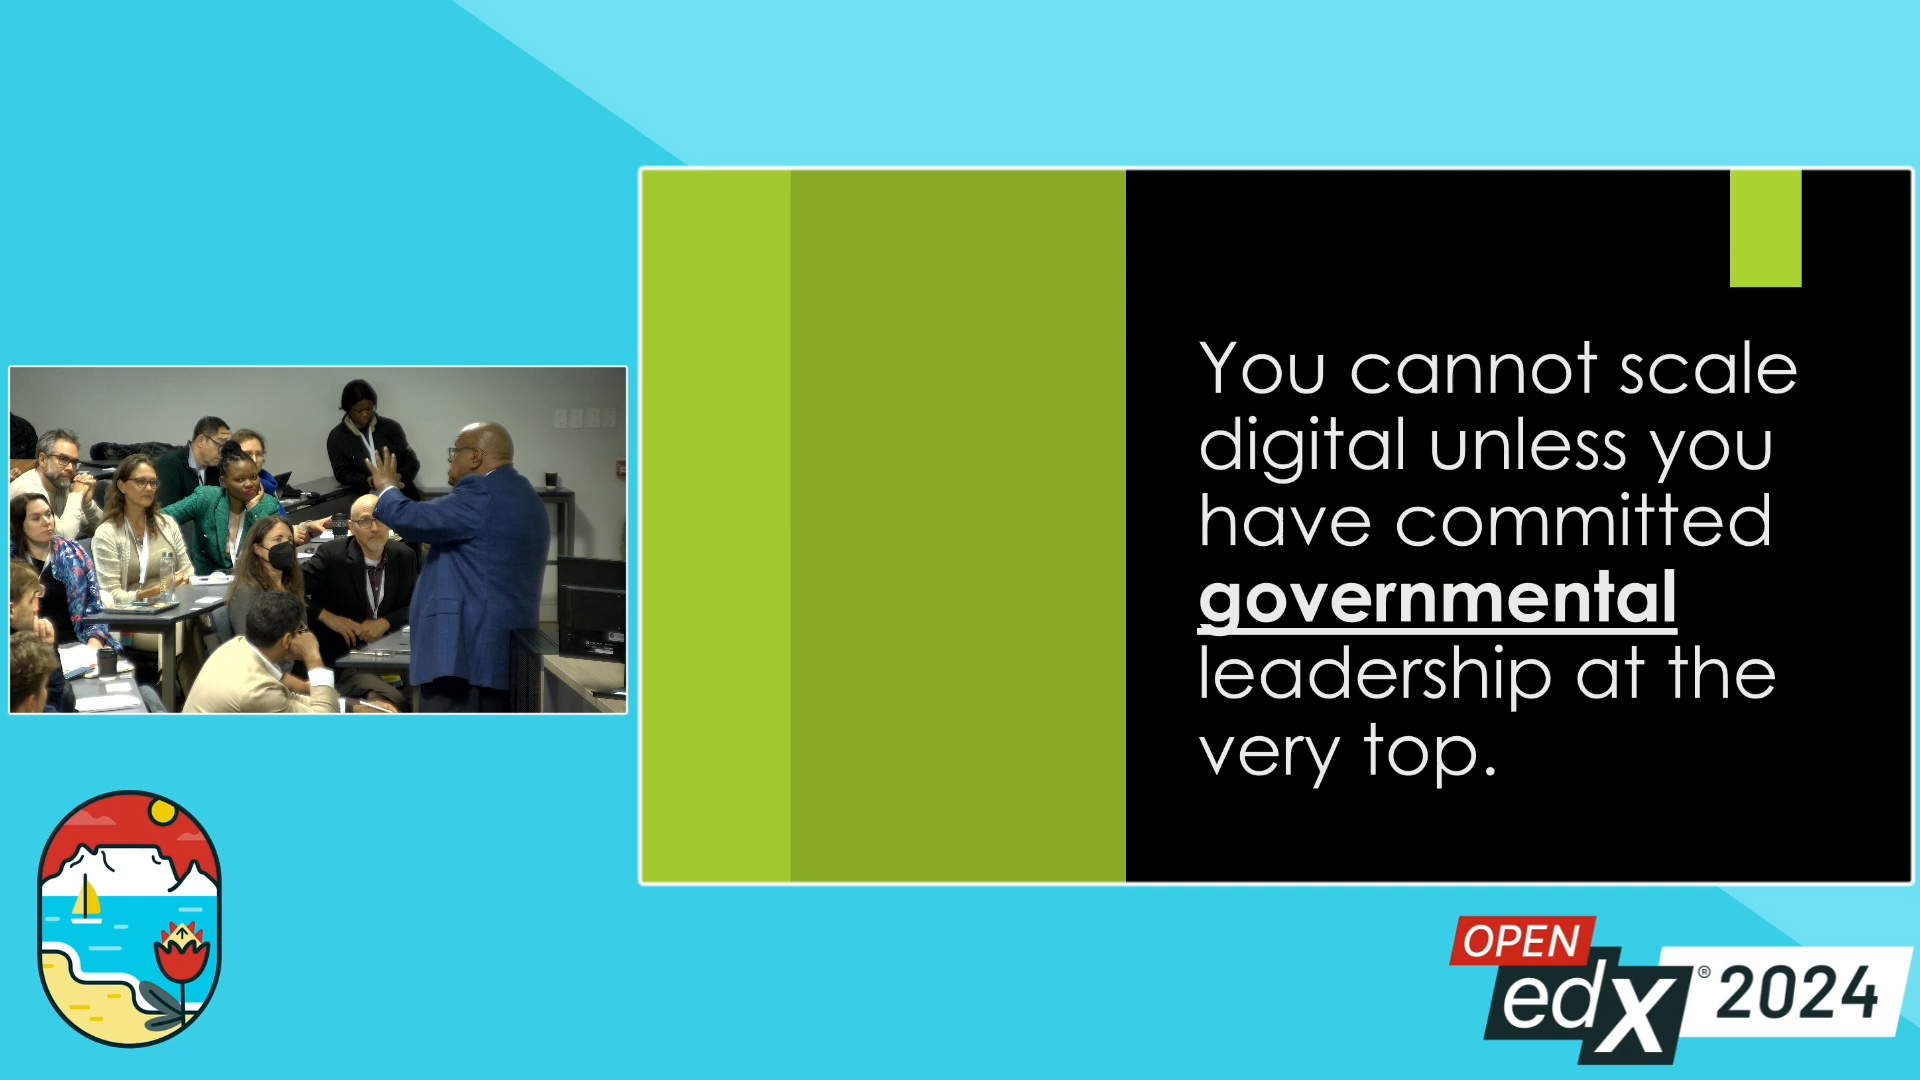 You cannot scale
digital unless you
have committed
governmental
leadership at the
very top.
OPEN
edX® 2024